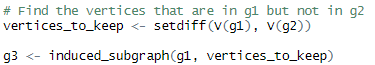 # Find the vertices that are in g1 but not in g2
vertices_to_keep <- setdiff(V(g1), V(g2))
g3 <- induced_subgraph(g1, vertices_to_keep)